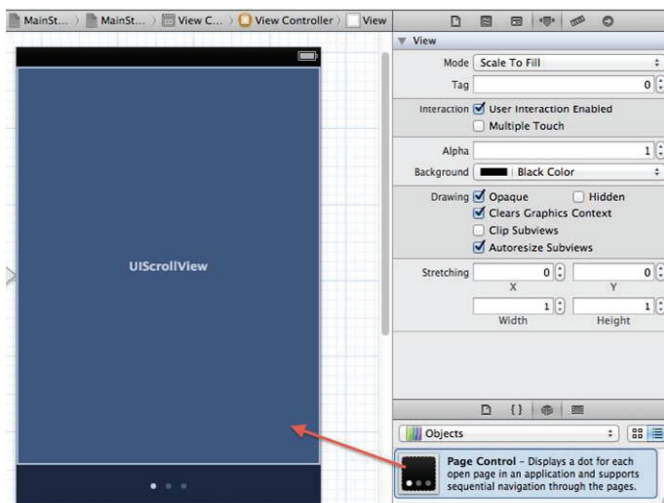 MainSt... MainSt... View C... View Controller View
View
Mode Scale To Fill
Tag 0
Interaction User Interaction Enabled
Multiple Touch
Alpha 1
Background Black Color
Drawing Opaque Hidden
Clears Graphics Context
Clip Subviews
Autoresize Subviews
Stretching 0 0
X Y
1 1
Width Height
UIScrollView
{}
Objects
Page Control – Displays a dot for each
open page in an application and supports
sequential navigation through the pages.